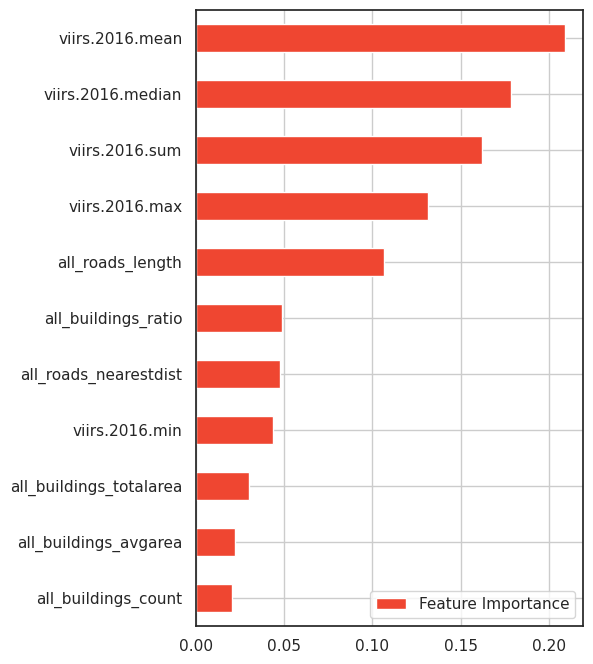 viirs.2016.mean
viirs.2016.median
viirs.2016.sum
viirs.2016.max
all_roads_length
all_buildings_ratio
all_roads_nearestdist
viirs.2016.min
all_buildings_totalarea
all_buildings_avgarea
all_buildings_count
Feature Importance
0.00 0.05 0.10 0.15 0.20